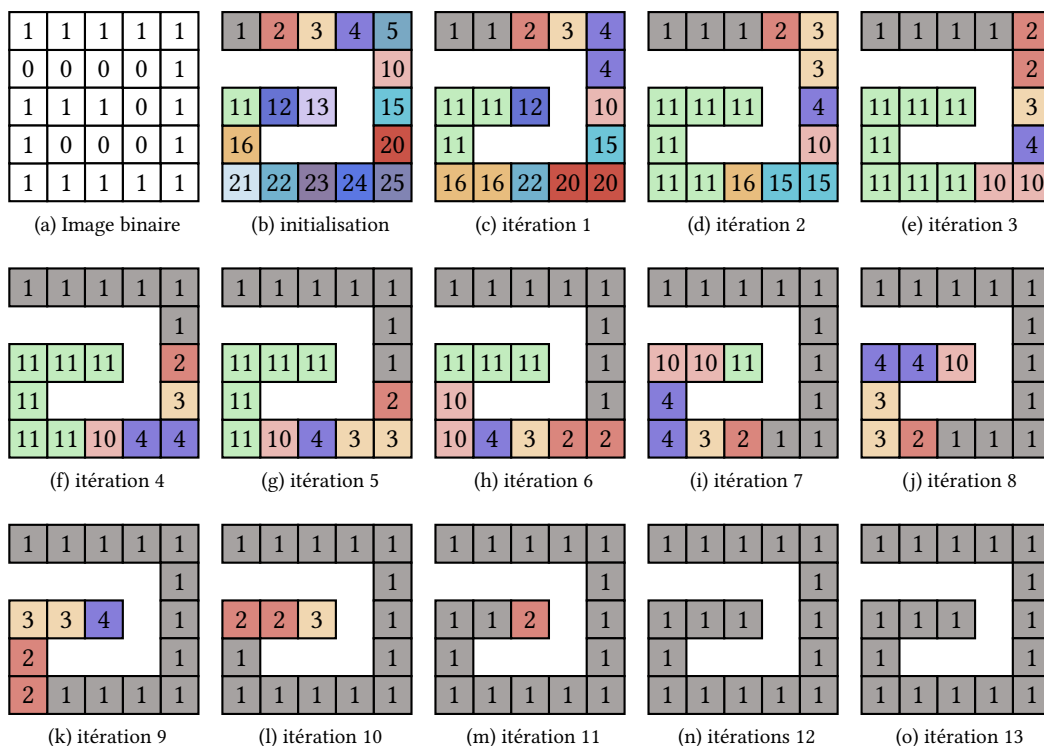 1 1 1 1 1 1 2 3 4 5 1 1 2 3 4 1 1 1 2 3 1 1 1 1 2
0 0 0 0 1 10 4 3 2
1 1 1 0 1 11 12 13 15 11 11 12 10 11 11 11 4 11 11 11 3
1 0 0 0 1 16 20 11 15 11 10 11 4
1 1 1 1 1 21 22 23 24 25 16 16 22 20 20 11 11 16 15 15 11 11 11 10 10
(a) Image binaire (b) initialisation (c) itération 1 (d) itération 2 (e) itération 3
1 1 1 1 1 1 1 1 1 1 1 1 1 1 1 1 1 1 1 1 1 1 1 1 1
1 1 1 1 1
11 11 11 2 11 11 11 1 11 11 11 1 10 10 11 1 4 4 10 1
11 3 11 2 10 1 4 1 3 1
11 11 10 4 4 11 10 4 3 3 10 4 3 2 2 4 3 2 1 1 3 2 1 1 1
(f) itération 4 (g) itération 5 (h) itération 6 (i) itération 7 (j) itération 8
1 1 1 1 1 1 1 1 1 1 1 1 1 1 1 1 1 1 1 1 1 1 1 1 1
1 1 1 1 1
3 3 4 1 2 2 3 1 1 1 2 1 1 1 1 1 1 1 1 1
2 1 1 1 1 1 1 1 1 1
2 1 1 1 1 1 1 1 1 1 1 1 1 1 1 1 1 1 1 1 1 1 1 1 1
(k) itération 9 (l) itération 10 (m) itération 11 (n) itérations 12 (o) itération 13